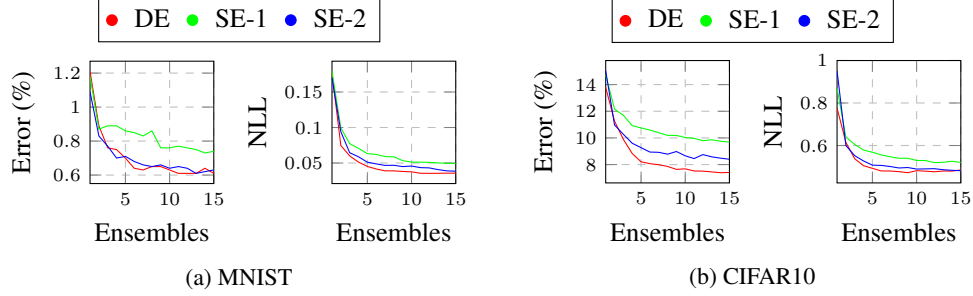 DE SE-1 SE-2
Error (%)
1.2
1
0.8
0.6
5 10 15
Ensembles
NLL
0.15
0.1
0.05
5 10 15
Ensembles
(a) MNIST
DE SE-1 SE-2
Error (%)
14
12
10
8
5 10 15
Ensembles
NLL
1
0.8
0.6
5 10 15
Ensembles
(b) CIFAR10